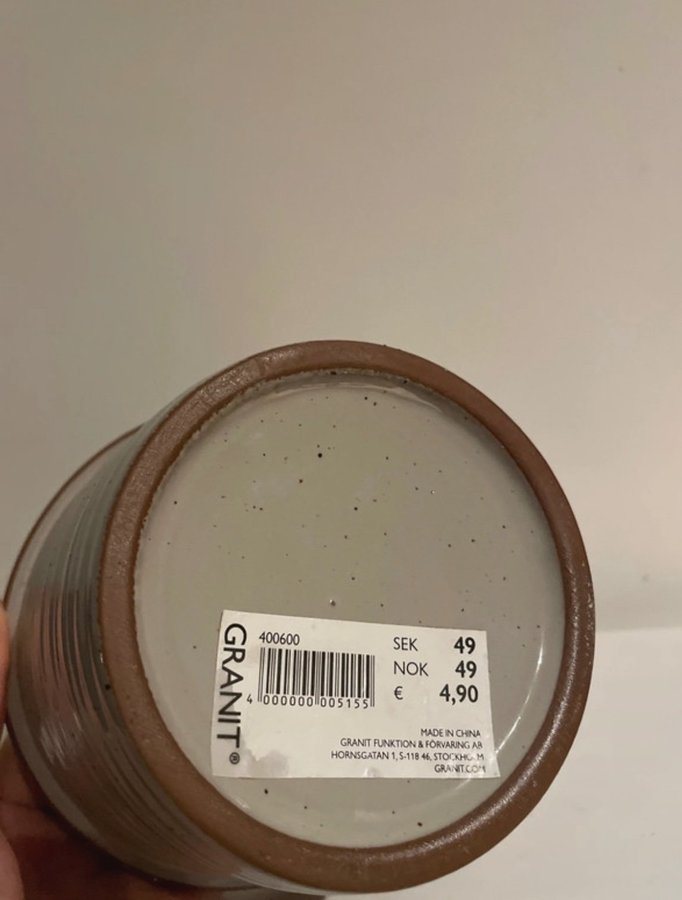 GRANIT®
400600
4 000000 005155
SEK 49
NOK 49
€ 4,90
MADE IN CHINA
GRANIT FUNKTION & FÖRVARING AB
HORNSGATAN 1, S-118 46, STOCKHOLM
GRANIT.COM